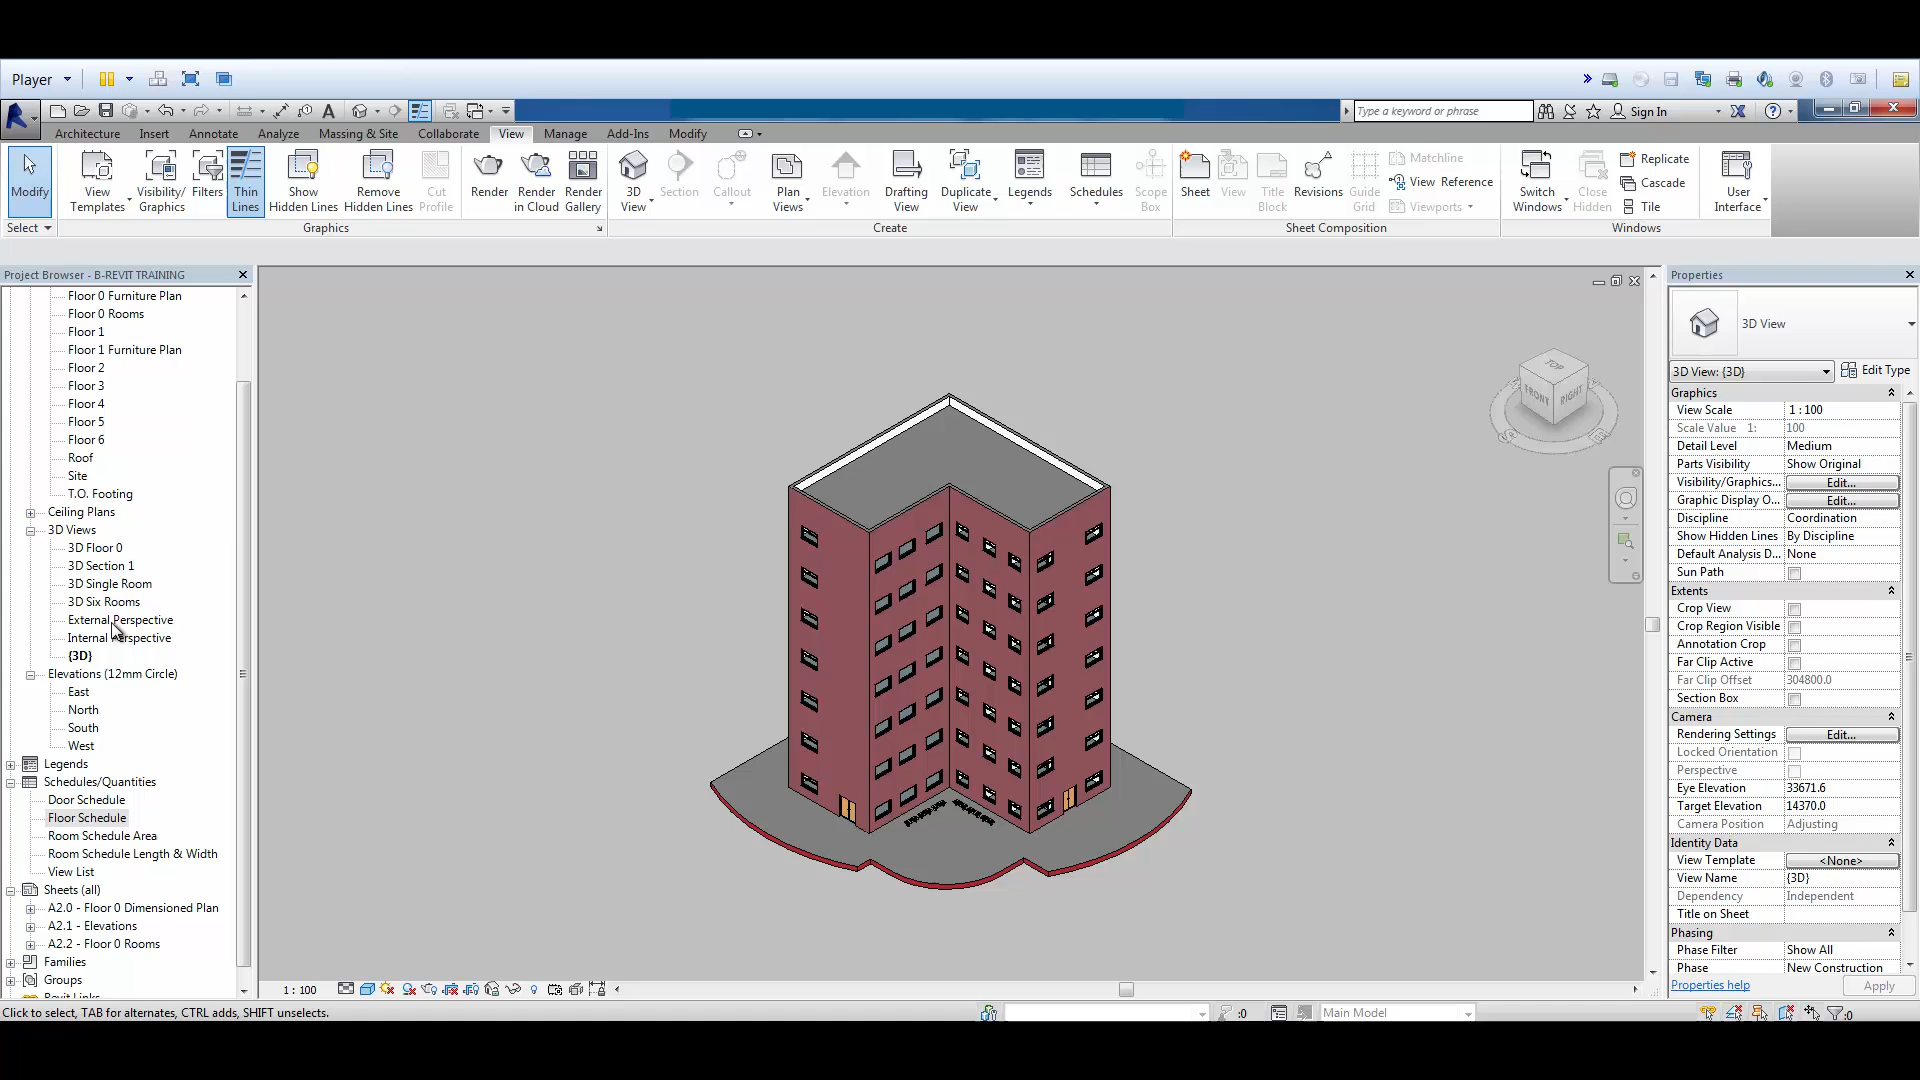 Player
Type a keyword or phrase
Sign In
Architecture Insert Annotate Analyze Massing & Site Collaborate View Manage Add-Ins Modify
Modify
View Templates
Visibility/ Graphics
Filters
Thin Lines
Show Hidden Lines
Remove Hidden Lines
Cut Profile
Render
Render in Cloud
Render Gallery
3D View
Section
Callout
Plan Views
Elevation
Drafting View
Duplicate View
Legends
Schedules
Scope Box
Sheet
View
Title Block
Revisions
Guide Grid
Matchline
View Reference
Viewports
Switch Windows
Close Hidden
Replicate
Cascade
Tile
User Interface
Select
Graphics
Create
Sheet Composition
Windows
Project Browser - B-REVIT TRAINING
Floor 0 Furniture Plan
Floor 0 Rooms
Floor 1
Floor 1 Furniture Plan
Floor 2
Floor 3
Floor 4
Floor 5
Floor 6
Roof
Site
T.O. Footing
Ceiling Plans
3D Views
3D Floor 0
3D Section 1
3D Single Room
3D Six Rooms
External Perspective
Internal Perspective
{3D}
Elevations (12mm Circle)
East
North
South
West
Legends
Schedules/Quantities
Door Schedule
Floor Schedule
Room Schedule Area
Room Schedule Length & Width
View List
Sheets (all)
A2.0 - Floor 0 Dimensioned Plan
A2.1 - Elevations
A2.2 - Floor 0 Rooms
Families
Groups
Revit Links
TOP
FRONT
RIGHT
1 : 100
Properties
3D View
3D View: {3D}
Edit Type
Graphics
View Scale 1 : 100
Scale Value 1: 100
Detail Level Medium
Parts Visibility Show Original
Visibility/Graphics... Edit...
Graphic Display O... Edit...
Discipline Coordination
Show Hidden Lines By Discipline
Default Analysis D... None
Sun Path
Extents
Crop View
Crop Region Visible
Annotation Crop
Far Clip Active
Far Clip Offset 304800.0
Section Box
Camera
Rendering Settings Edit...
Locked Orientation
Perspective
Eye Elevation 33671.6
Target Elevation 14370.0
Camera Position Adjusting
Identity Data
View Template <None>
View Name {3D}
Dependency Independent
Title on Sheet
Phasing
Phase Filter Show All
Phase New Construction
Properties help
Apply
Click to select, TAB for alternates, CTRL adds, SHIFT unselects.
:0
Main Model
:0